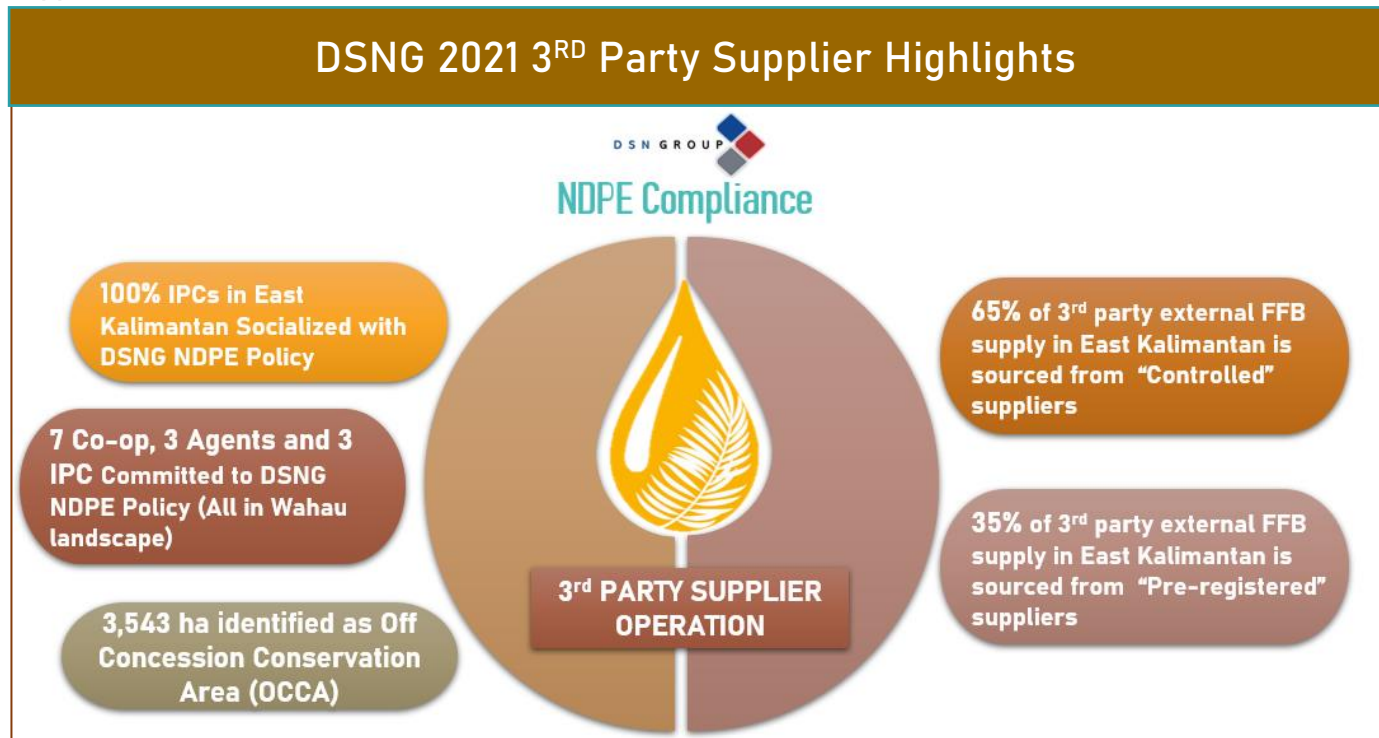 DSNG 2021 3RD Party Supplier Highlights
DSN GROUP
NDPE Compliance
100% IPCs in East
Kalimantan Socialized with
DSNG NDPE Policy
7 Co-op, 3 Agents and 3
IPC Committed to DSNG
NDPE Policy (All in Wahau
landscape)
3,543 ha identified as Off
Concession Conservation
Area (OCCA)
3rd PARTY SUPPLIER
OPERATION
65% of 3rd party external FFB
supply in East Kalimantan is
sourced from “Controlled”
suppliers
35% of 3rd party external FFB
supply in East Kalimantan is
sourced from “Pre-registered”
suppliers